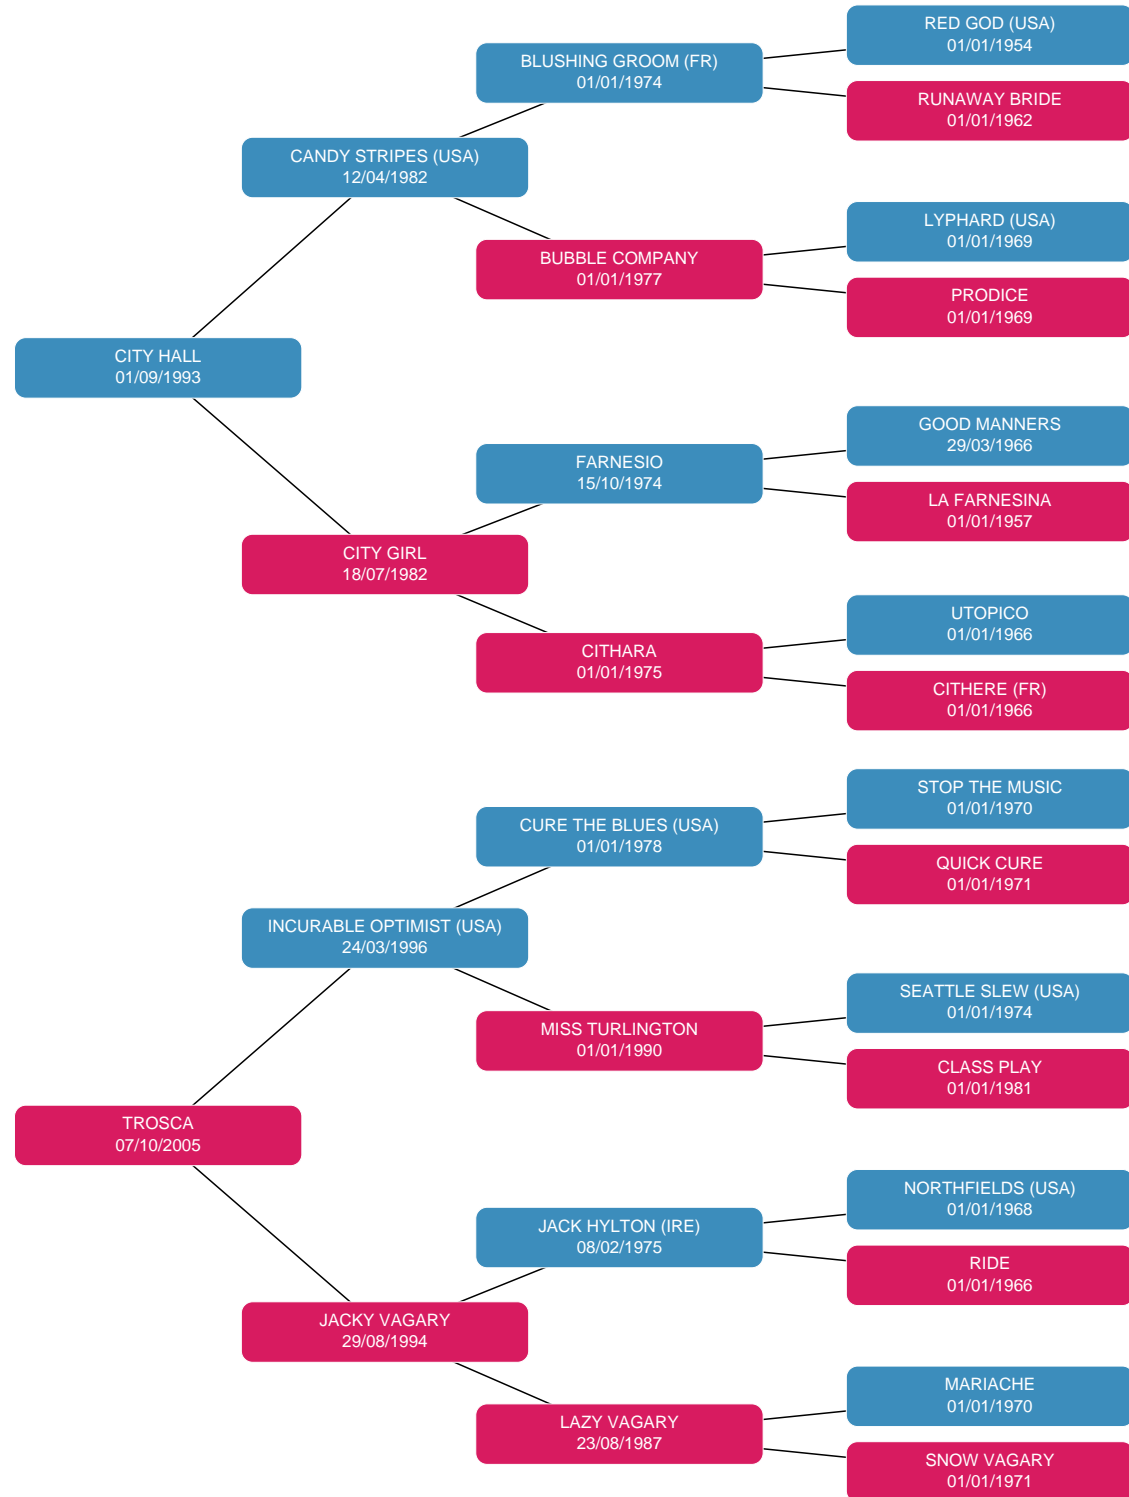 RED GOD (USA)
01/01/1954
BLUSHING GROOM (FR)
01/01/1974
RUNAWAY BRIDE
01/01/1962
CANDY STRIPES (USA)
12/04/1982
LYPHARD (USA)
01/01/1969
BUBBLE COMPANY
01/01/1977
PRODICE
01/01/1969
CITY HALL
01/09/1993
GOOD MANNERS
29/03/1966
FARNESIO
15/10/1974
LA FARNESINA
01/01/1957
CITY GIRL
18/07/1982
UTOPICO
01/01/1966
CITHARA
01/01/1975
CITHERE (FR)
01/01/1966
STOP THE MUSIC
01/01/1970
CURE THE BLUES (USA)
01/01/1978
QUICK CURE
01/01/1971
INCURABLE OPTIMIST (USA)
24/03/1996
SEATTLE SLEW (USA)
01/01/1974
MISS TURLINGTON
01/01/1990
CLASS PLAY
01/01/1981
TROSCA
07/10/2005
NORTHFIELDS (USA)
01/01/1968
JACK HYLTON (IRE)
08/02/1975
RIDE
01/01/1966
JACKY VAGARY
29/08/1994
MARIACHE
01/01/1970
LAZY VAGARY
23/08/1987
SNOW VAGARY
01/01/1971